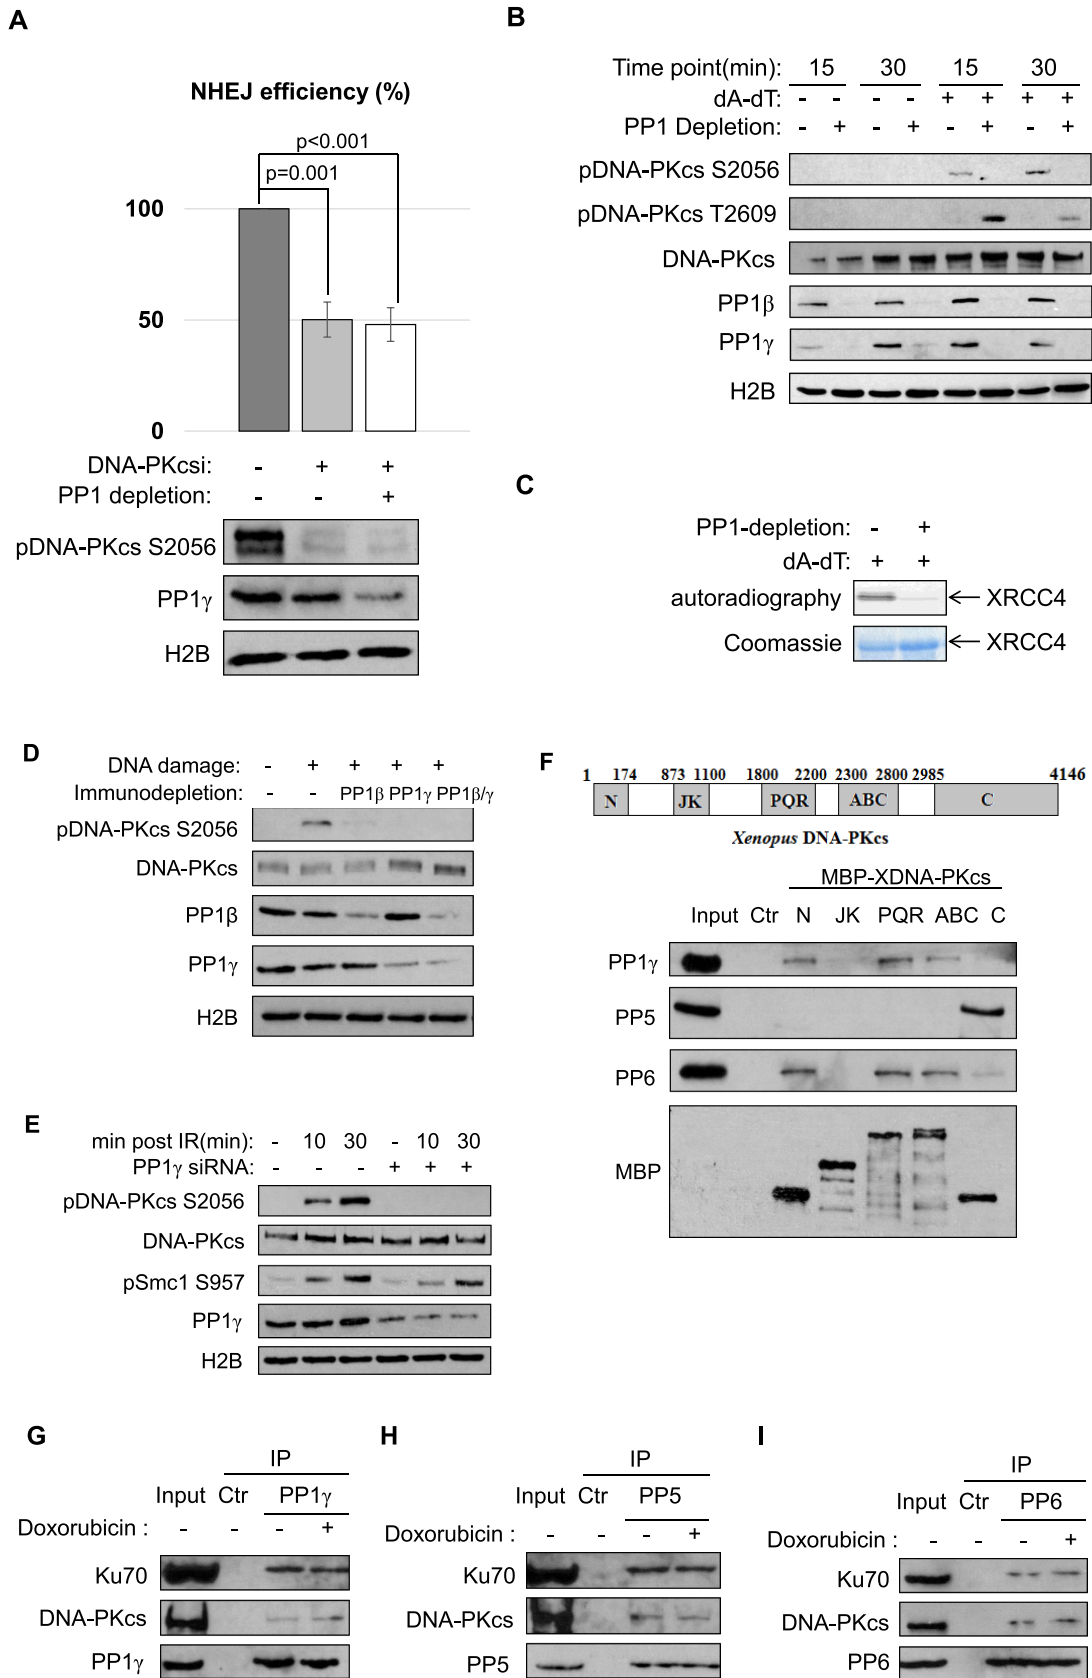 A
NHEJ efficiency (%)
p<0.001
p=0.001
100
50
0
DNA-PKcsi: - + +
PP1 depletion: - - +
pDNA-PKcs S2056
PP1γ
H2B
B
Time point(min): 15 30 15 30
dA-dT: - - - - + + + +
PP1 Depletion: - + - + - + - +
pDNA-PKcs S2056
pDNA-PKcs T2609
DNA-PKcs
PP1β
PP1γ
H2B
C
PP1-depletion: - +
dA-dT: + +
autoradiography ← XRCC4
Coomassie ← XRCC4
D
DNA damage: - + + + +
Immunodepletion: - - PP1β PP1γ PP1β/γ
pDNA-PKcs S2056
DNA-PKcs
PP1β
PP1γ
H2B
E
min post IR(min): - 10 30 - 10 30
PP1γ siRNA: - - - + + +
pDNA-PKcs S2056
DNA-PKcs
pSmc1 S957
PP1γ
H2B
F
1 174 873 1100 1800 2200 2300 2800 2985 4146
N JK PQR ABC C
Xenopus DNA-PKcs
MBP-XDNA-PKcs
Input Ctr N JK PQR ABC C
PP1γ
PP5
PP6
MBP
G
IP
Input Ctr PP1γ
Doxorubicin : - - - +
Ku70
DNA-PKcs
PP1γ
H
IP
Input Ctr PP5
Doxorubicin : - - - +
Ku70
DNA-PKcs
PP5
I
IP
Input Ctr PP6
Doxorubicin : - - - +
Ku70
DNA-PKcs
PP6